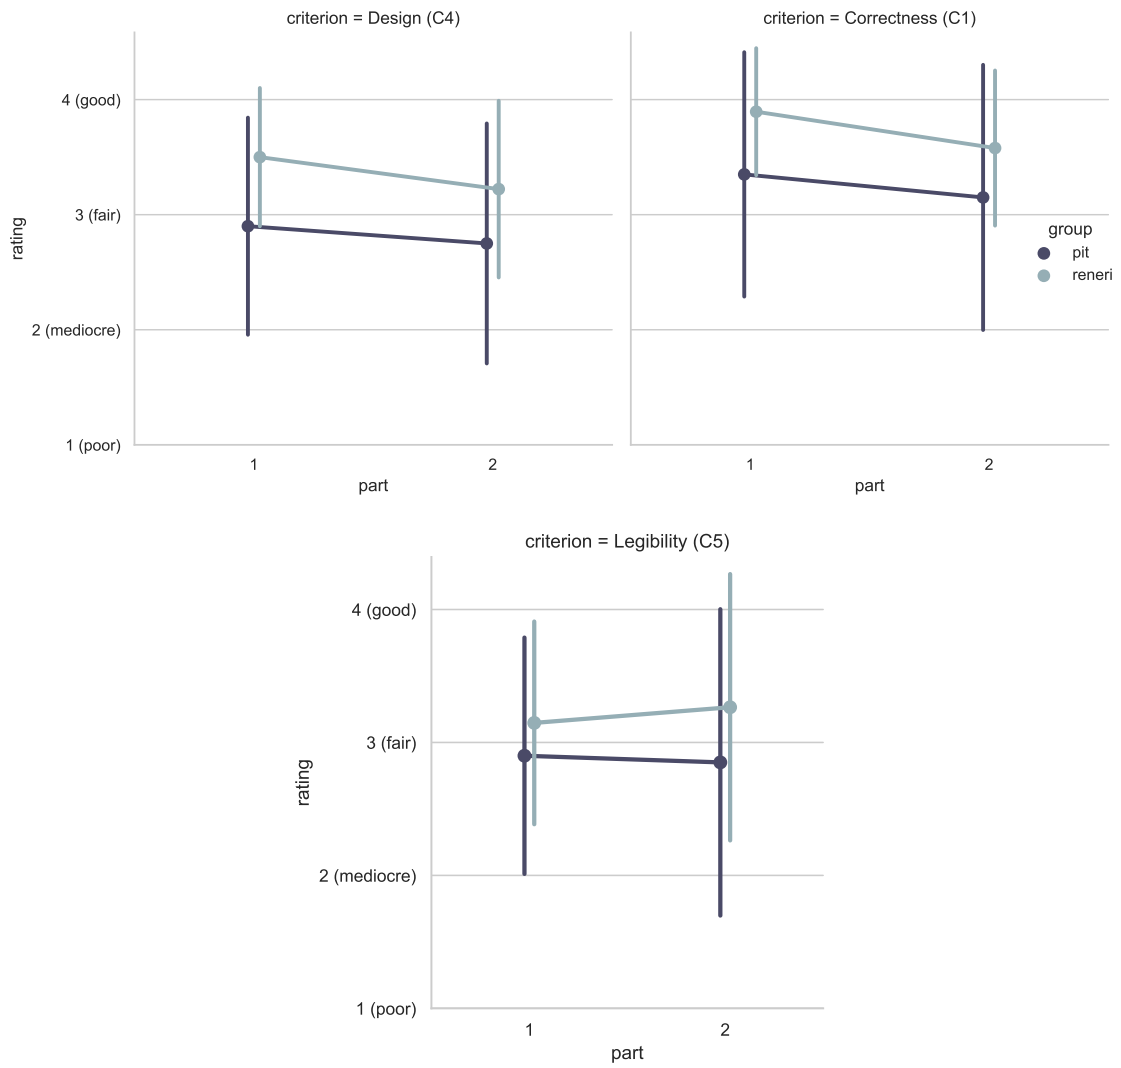 criterion = Design (C4)
4 (good)
3 (fair)
2 (mediocre)
1 (poor)
rating
1
2
part
criterion = Correctness (C1)
1
2
part
group
pit
reneri
criterion = Legibility (C5)
4 (good)
3 (fair)
2 (mediocre)
1 (poor)
rating
1
2
part